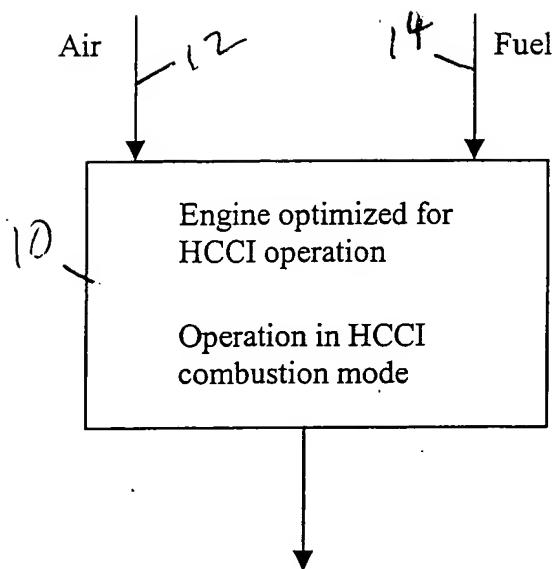 Air 12 14 Fuel
10
Engine optimized for
HCCI operation
Operation in HCCI
combustion mode